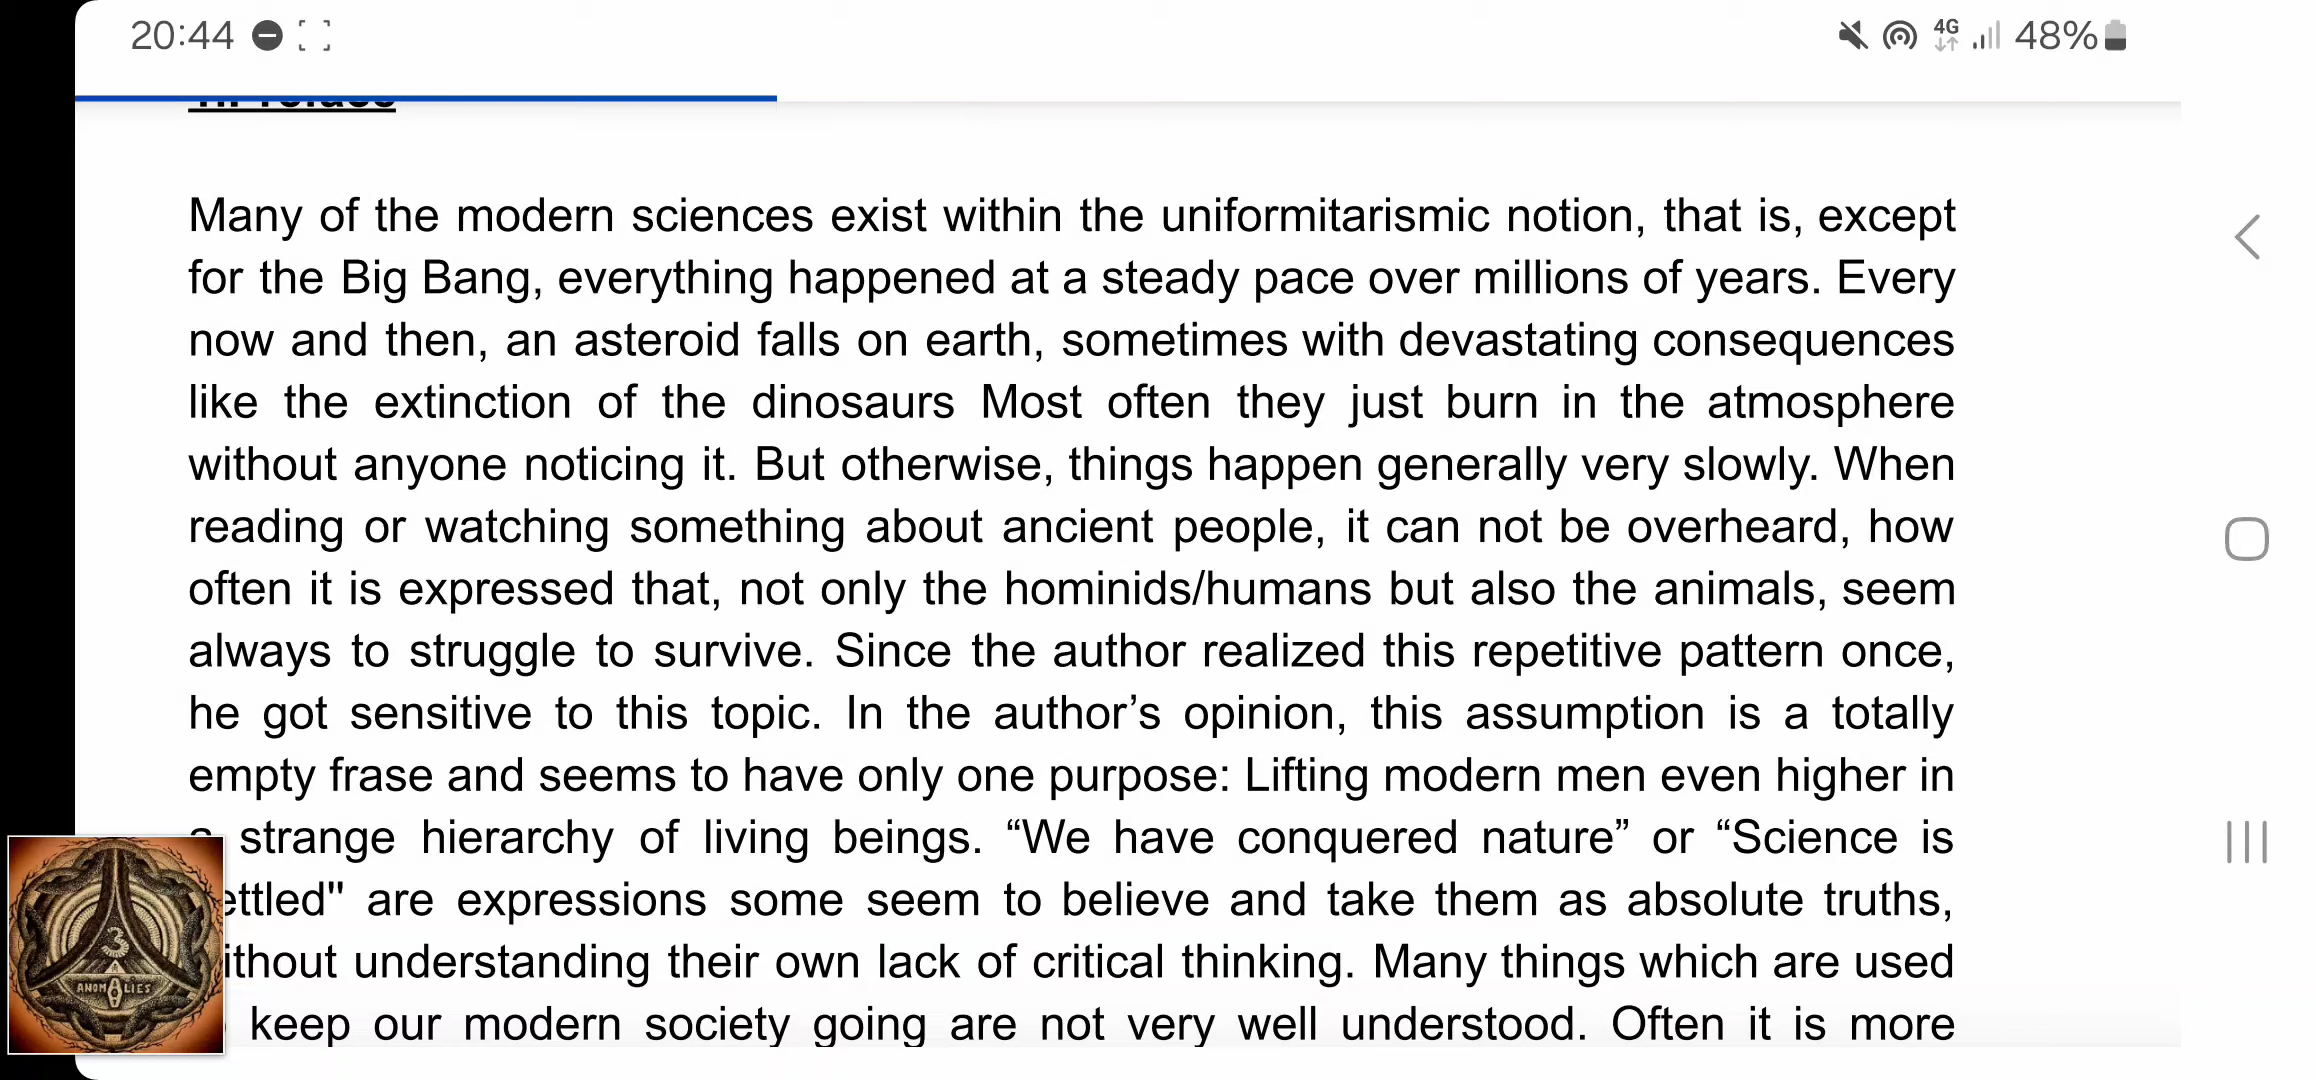 20:44
4G
48%
Many of the modern sciences exist within the uniformitarismic notion, that is, except
for the Big Bang, everything happened at a steady pace over millions of years. Every
now and then, an asteroid falls on earth, sometimes with devastating consequences
like the extinction of the dinosaurs Most often they just burn in the atmosphere
without anyone noticing it. But otherwise, things happen generally very slowly. When
reading or watching something about ancient people, it can not be overheard, how
often it is expressed that, not only the hominids/humans but also the animals, seem
always to struggle to survive. Since the author realized this repetitive pattern once,
he got sensitive to this topic. In the author’s opinion, this assumption is a totally
empty frase and seems to have only one purpose: Lifting modern men even higher in
a strange hierarchy of living beings. “We have conquered nature” or “Science is
ettled" are expressions some seem to believe and take them as absolute truths,
ithout understanding their own lack of critical thinking. Many things which are used
keep our modern society going are not very well understood. Often it is more
3
ANOMALIES